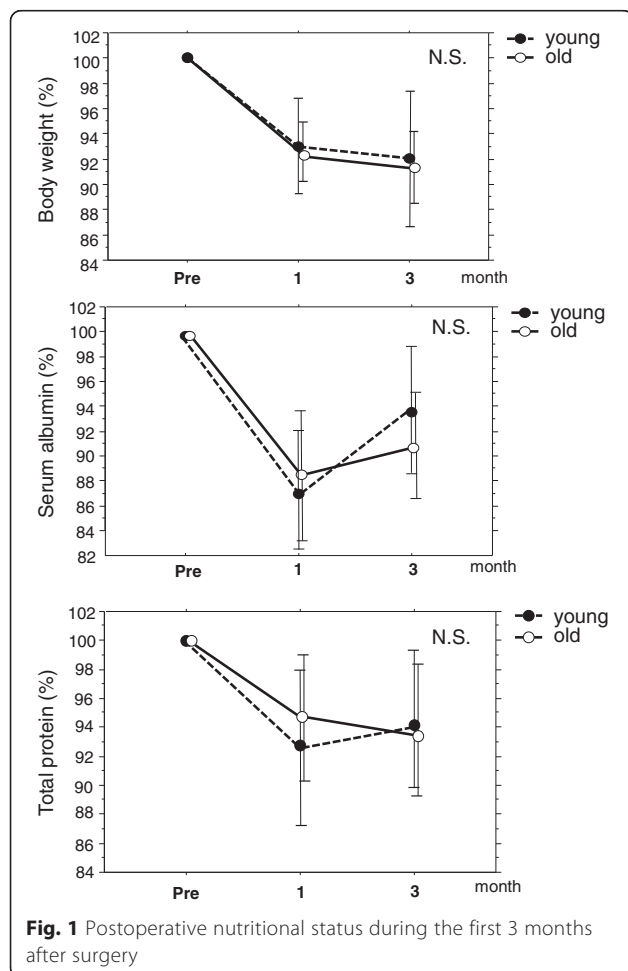 102
100
98
96
94
92
90
88
86
84
Body weight (%)
N.S.
young
old
Pre 1 3 month
102
100
98
96
94
92
90
88
86
84
82
Serum albumin (%)
N.S.
young
old
Pre 1 3 month
102
100
98
96
94
92
90
88
86
84
Total protein (%)
N.S.
young
old
Pre 1 3 month
Fig. 1 Postoperative nutritional status during the first 3 months
after surgery